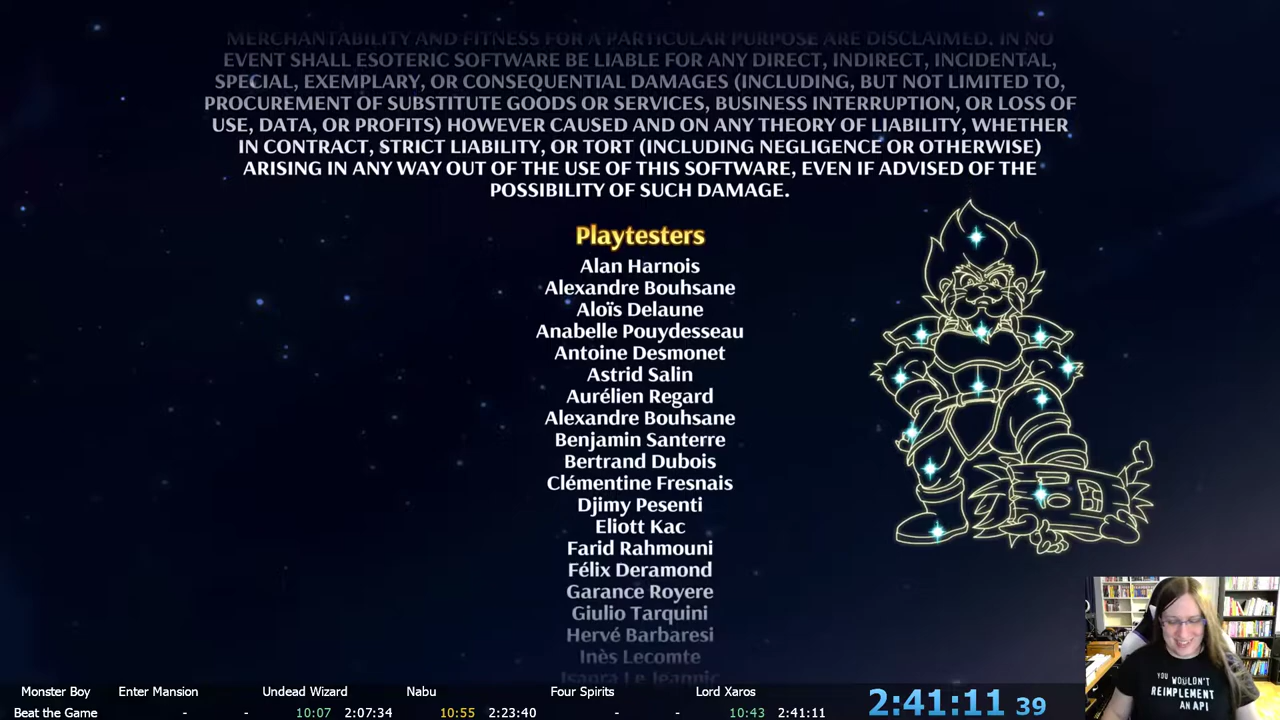 MERCHANTABILITY AND FITNESS FOR A PARTICULAR PURPOSE ARE DISCLAIMED. IN NO
EVENT SHALL ESOTERIC SOFTWARE BE LIABLE FOR ANY DIRECT, INDIRECT, INCIDENTAL,
SPECIAL, EXEMPLARY, OR CONSEQUENTIAL DAMAGES (INCLUDING, BUT NOT LIMITED TO,
PROCUREMENT OF SUBSTITUTE GOODS OR SERVICES, BUSINESS INTERRUPTION, OR LOSS OF
USE, DATA, OR PROFITS) HOWEVER CAUSED AND ON ANY THEORY OF LIABILITY, WHETHER
IN CONTRACT, STRICT LIABILITY, OR TORT (INCLUDING NEGLIGENCE OR OTHERWISE)
ARISING IN ANY WAY OUT OF THE USE OF THIS SOFTWARE, EVEN IF ADVISED OF THE
POSSIBILITY OF SUCH DAMAGE.
Playtesters
Alan Harnois
Alexandre Bouhsane
Aloïs Delaune
Anabelle Pouydesseau
Antoine Desmonet
Astrid Salin
Aurélien Regard
Alexandre Bouhsane
Benjamin Santerre
Bertrand Dubois
Clémentine Fresnais
Djimy Pesenti
Eliott Kac
Farid Rahmouni
Félix Deramond
Garance Royere
Giulio Tarquini
Hervé Barbaresi
Inès Lecomte
Isaura Le Jeannic
YOU WOULDN'T
REIMPLEMENT
AN API
Monster Boy Enter Mansion Undead Wizard Nabu Four Spirits Lord Xaros
Beat the Game - - 10:07 2:07:34 10:55 2:23:40 - - 10:43 2:41:11
2:41:11 39